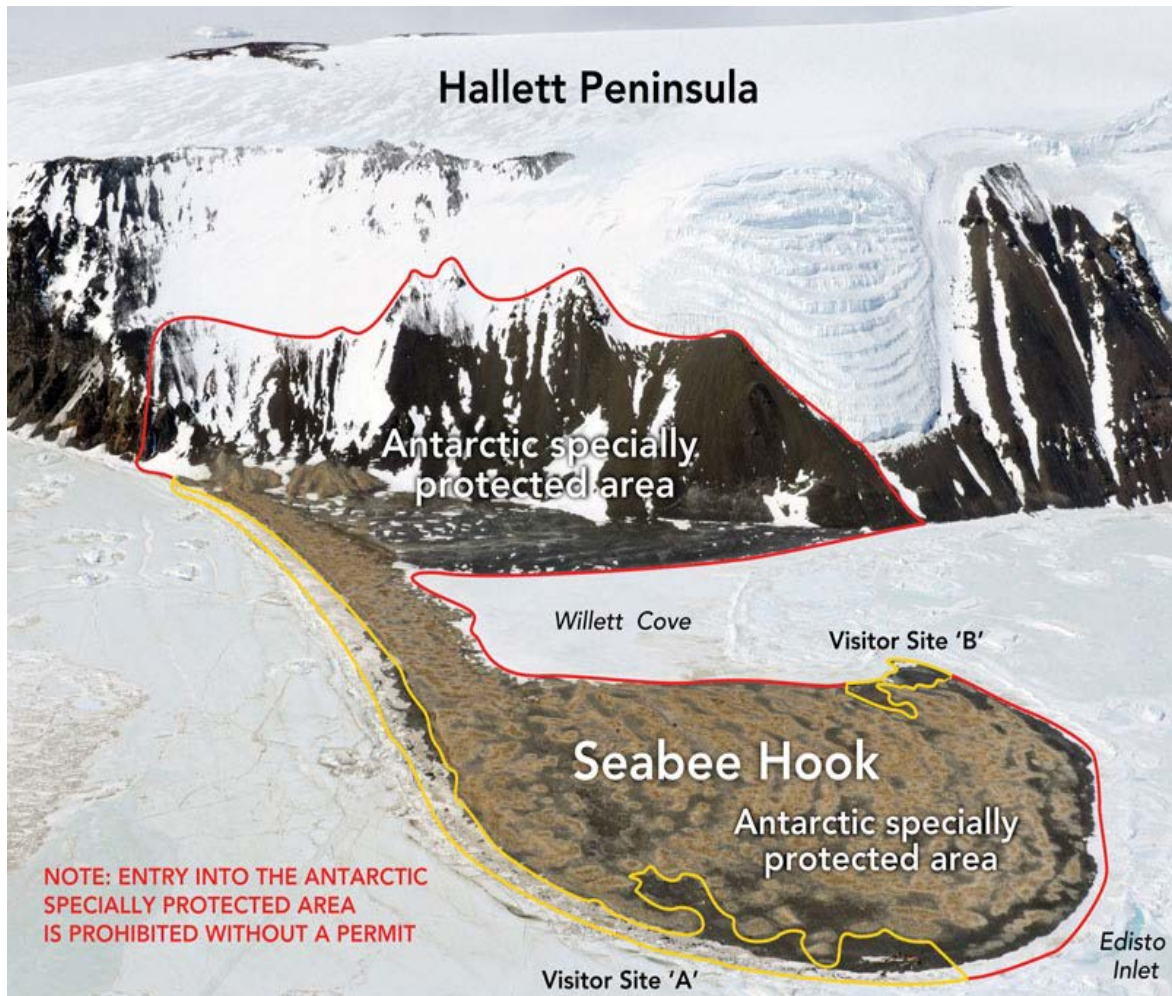 Hallett Peninsula
Antarctic specially
protected area
Willett Cove
Visitor Site 'B'
Seabee Hook
Antarctic specially
protected area
NOTE: ENTRY INTO THE ANTARCTIC
SPECIALLY PROTECTED AREA
IS PROHIBITED WITHOUT A PERMIT
Edisto
Inlet
Visitor Site 'A'